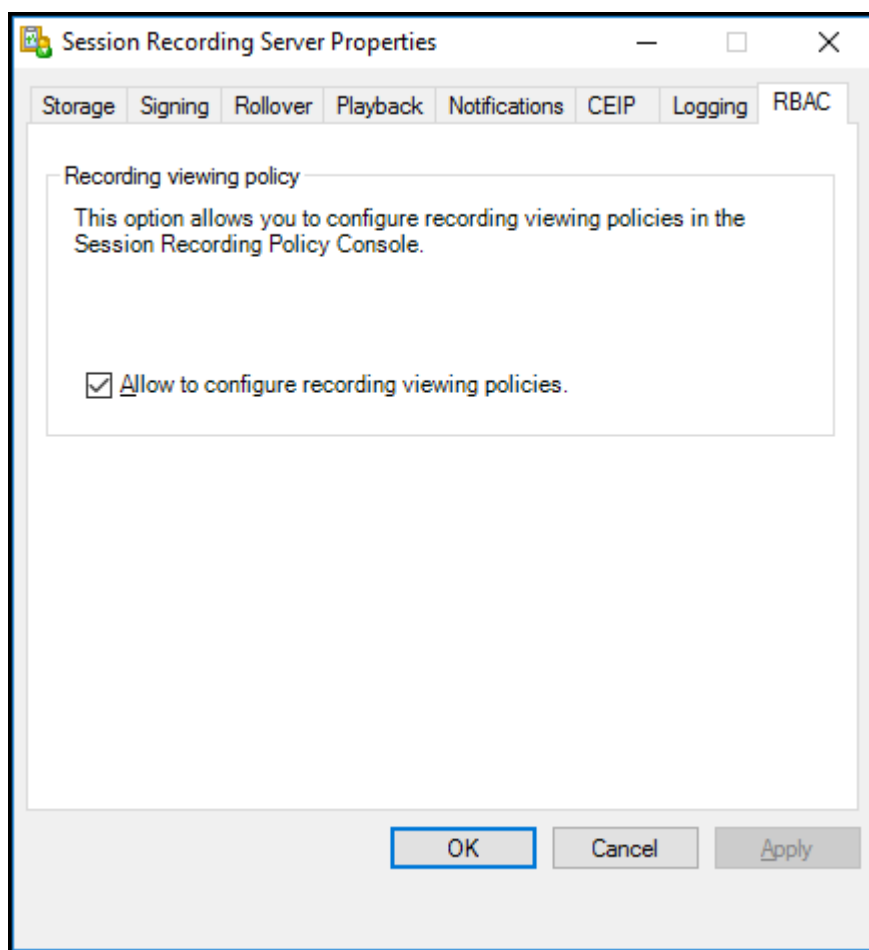 Session Recording Server Properties
Storage Signing Rollover Playback Notifications CEIP Logging RBAC
Recording viewing policy
This option allows you to configure recording viewing policies in the
Session Recording Policy Console.
Allow to configure recording viewing policies.
OK Cancel Apply